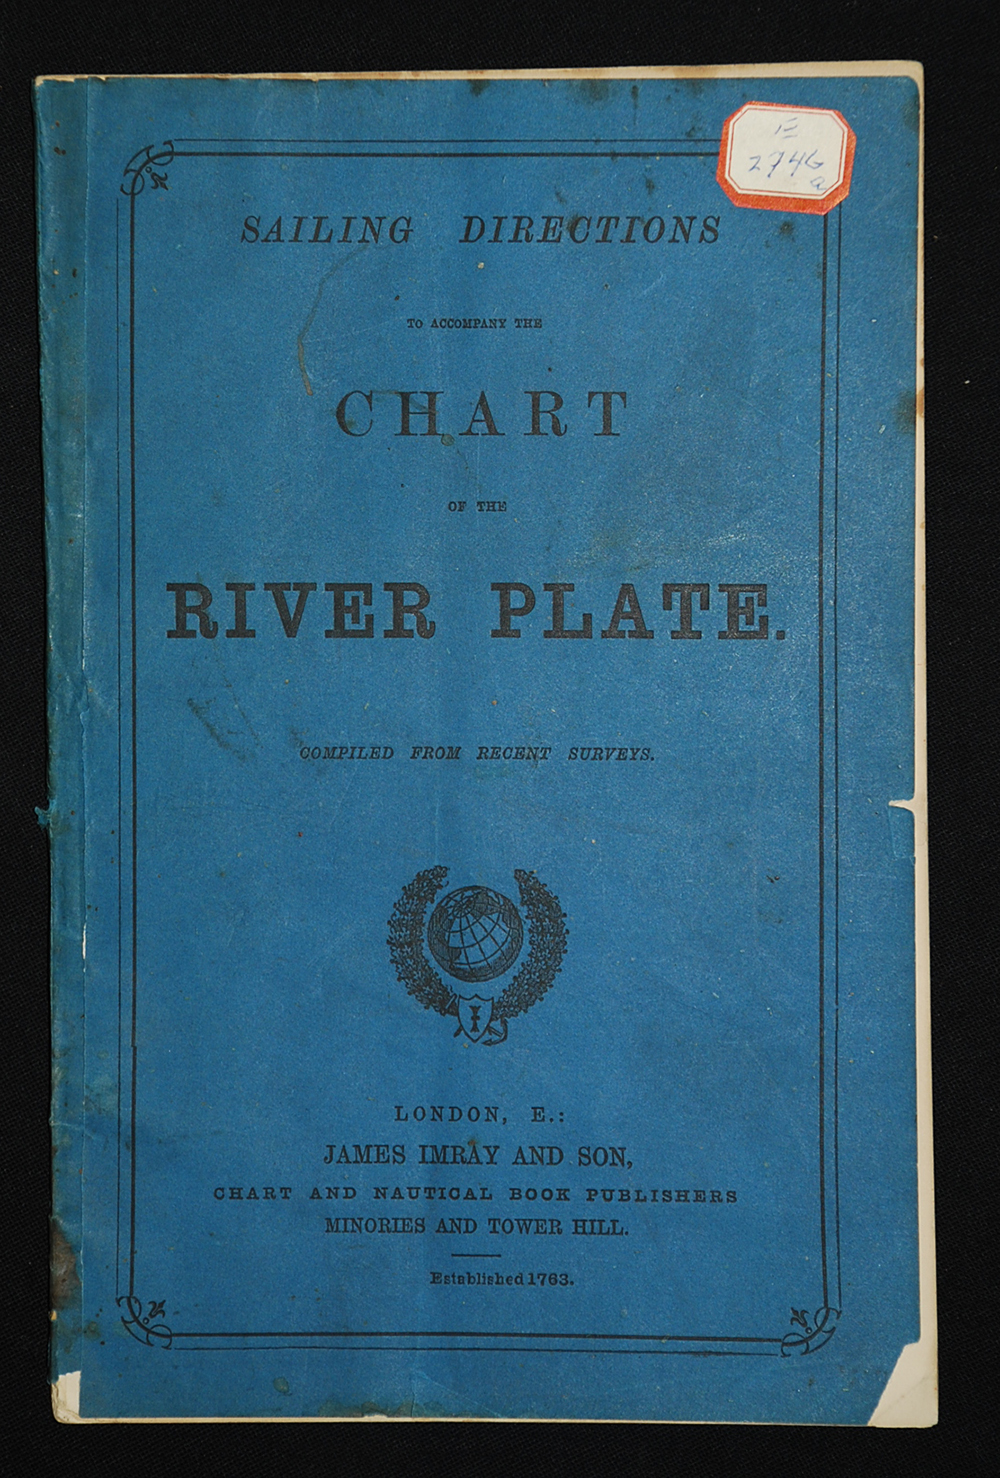 E
2746
a
SAILING DIRECTIONS
TO ACCOMPANY THE
CHART
OF THE
RIVER PLATE.
COMPILED FROM RECENT SURVEYS.
I
LONDON, E.:
JAMES IMRAY AND SON,
CHART AND NAUTICAL BOOK PUBLISHERS
MINORIES AND TOWER HILL.
Established 1763.